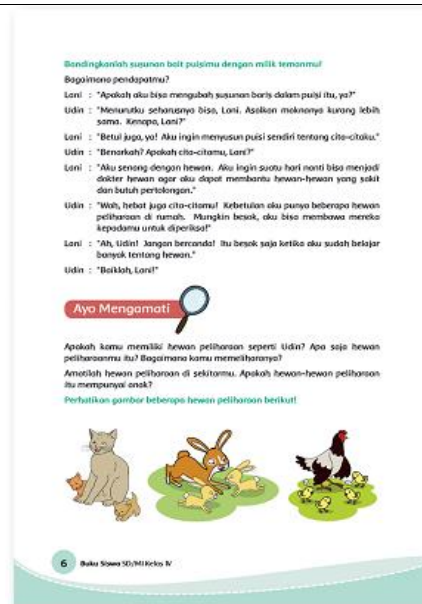 Bandingkanlah susunan bait puisimu dengan milik temanmu!
Bagaimana pendapatmu?
Lani : "Apakah aku bisa mengubah susunan baris dalam puisi itu, ya?"
Udin : "Menurutku seharusnya bisa, Lani. Asalkan maknanya kurang lebih
sama. Kenapa, Lani?"
Lani : "Betul juga, ya! Aku ingin menyusun puisi sendiri tentang cita-citaku."
Udin : "Benarkah? Apakah cita-citamu, Lani?"
Lani : "Aku senang dengan hewan. Aku ingin suatu hari nanti bisa menjadi
dokter hewan agar aku dapat membantu hewan-hewan yang sakit
dan butuh pertolongan."
Udin : "Wah, hebat juga cita-citamu! Kebetulan aku punya beberapa hewan
peliharaan di rumah. Mungkin besok, aku bisa membawa mereka
kepadamu untuk diperiksa!"
Lani : "Ah, Udin! Jangan bercanda! Itu besok saja ketika aku sudah belajar
banyak tentang hewan."
Udin : "Baiklah, Lani!"
Ayo Mengamati
Apakah kamu memiliki hewan peliharaan seperti Udin? Apa saja hewan
peliharaanmu itu? Bagaimana kamu memeliharanya?
Amatilah hewan peliharaan di sekitarmu. Apakah hewan-hewan peliharaan
itu mempunyai anak?
Perhatikan gambar beberapa hewan peliharaan berikut!
6 Buku Siswa SD/MI Kelas IV